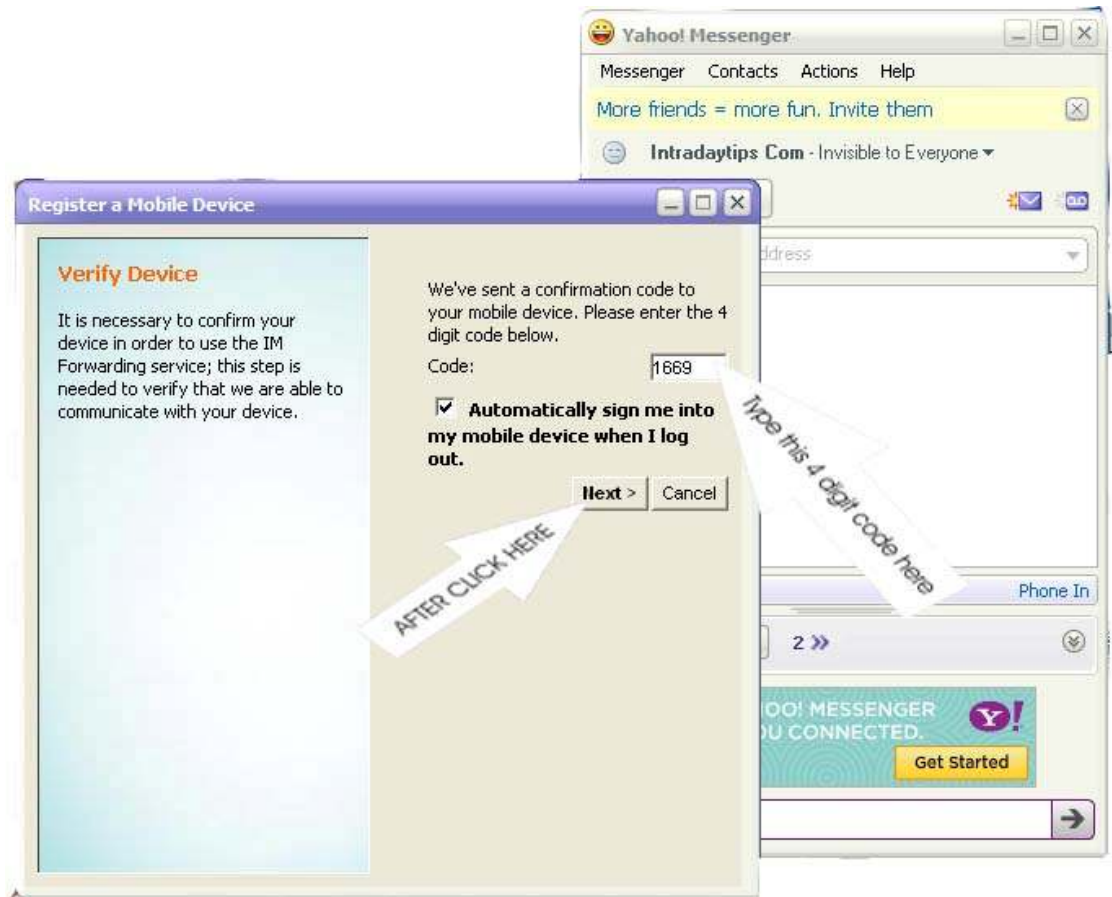 Yahoo! Messenger
Messenger Contacts Actions Help
More friends = more fun. Invite them
Intradaytips Com - Invisible to Everyone
Register a Mobile Device
ddress
Verify Device
It is necessary to confirm your
device in order to use the IM
Forwarding service; this step is
needed to verify that we are able to
communicate with your device.
We've sent a confirmation code to
your mobile device. Please enter the 4
digit code below.
Code: 1669
Automatically sign me into
my mobile device when I log
out.
Next > Cancel
Type this 4 digit code here
AFTER CLICK HERE
Phone In
2 »
OO! MESSENGER
OU CONNECTED.
Y!
Get Started